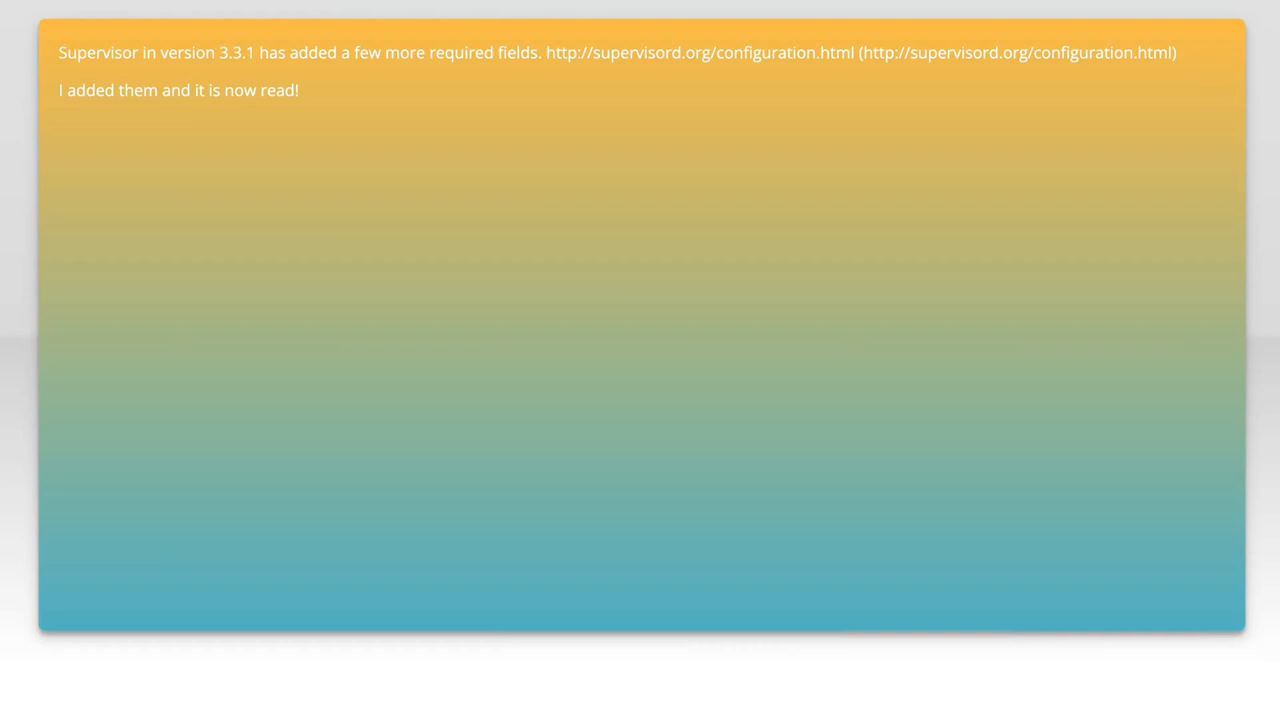 Supervisor in version 3.3.1 has added a few more required fields. http://supervisord.org/configuration.html (http://supervisord.org/configuration.html)
I added them and it is now read!